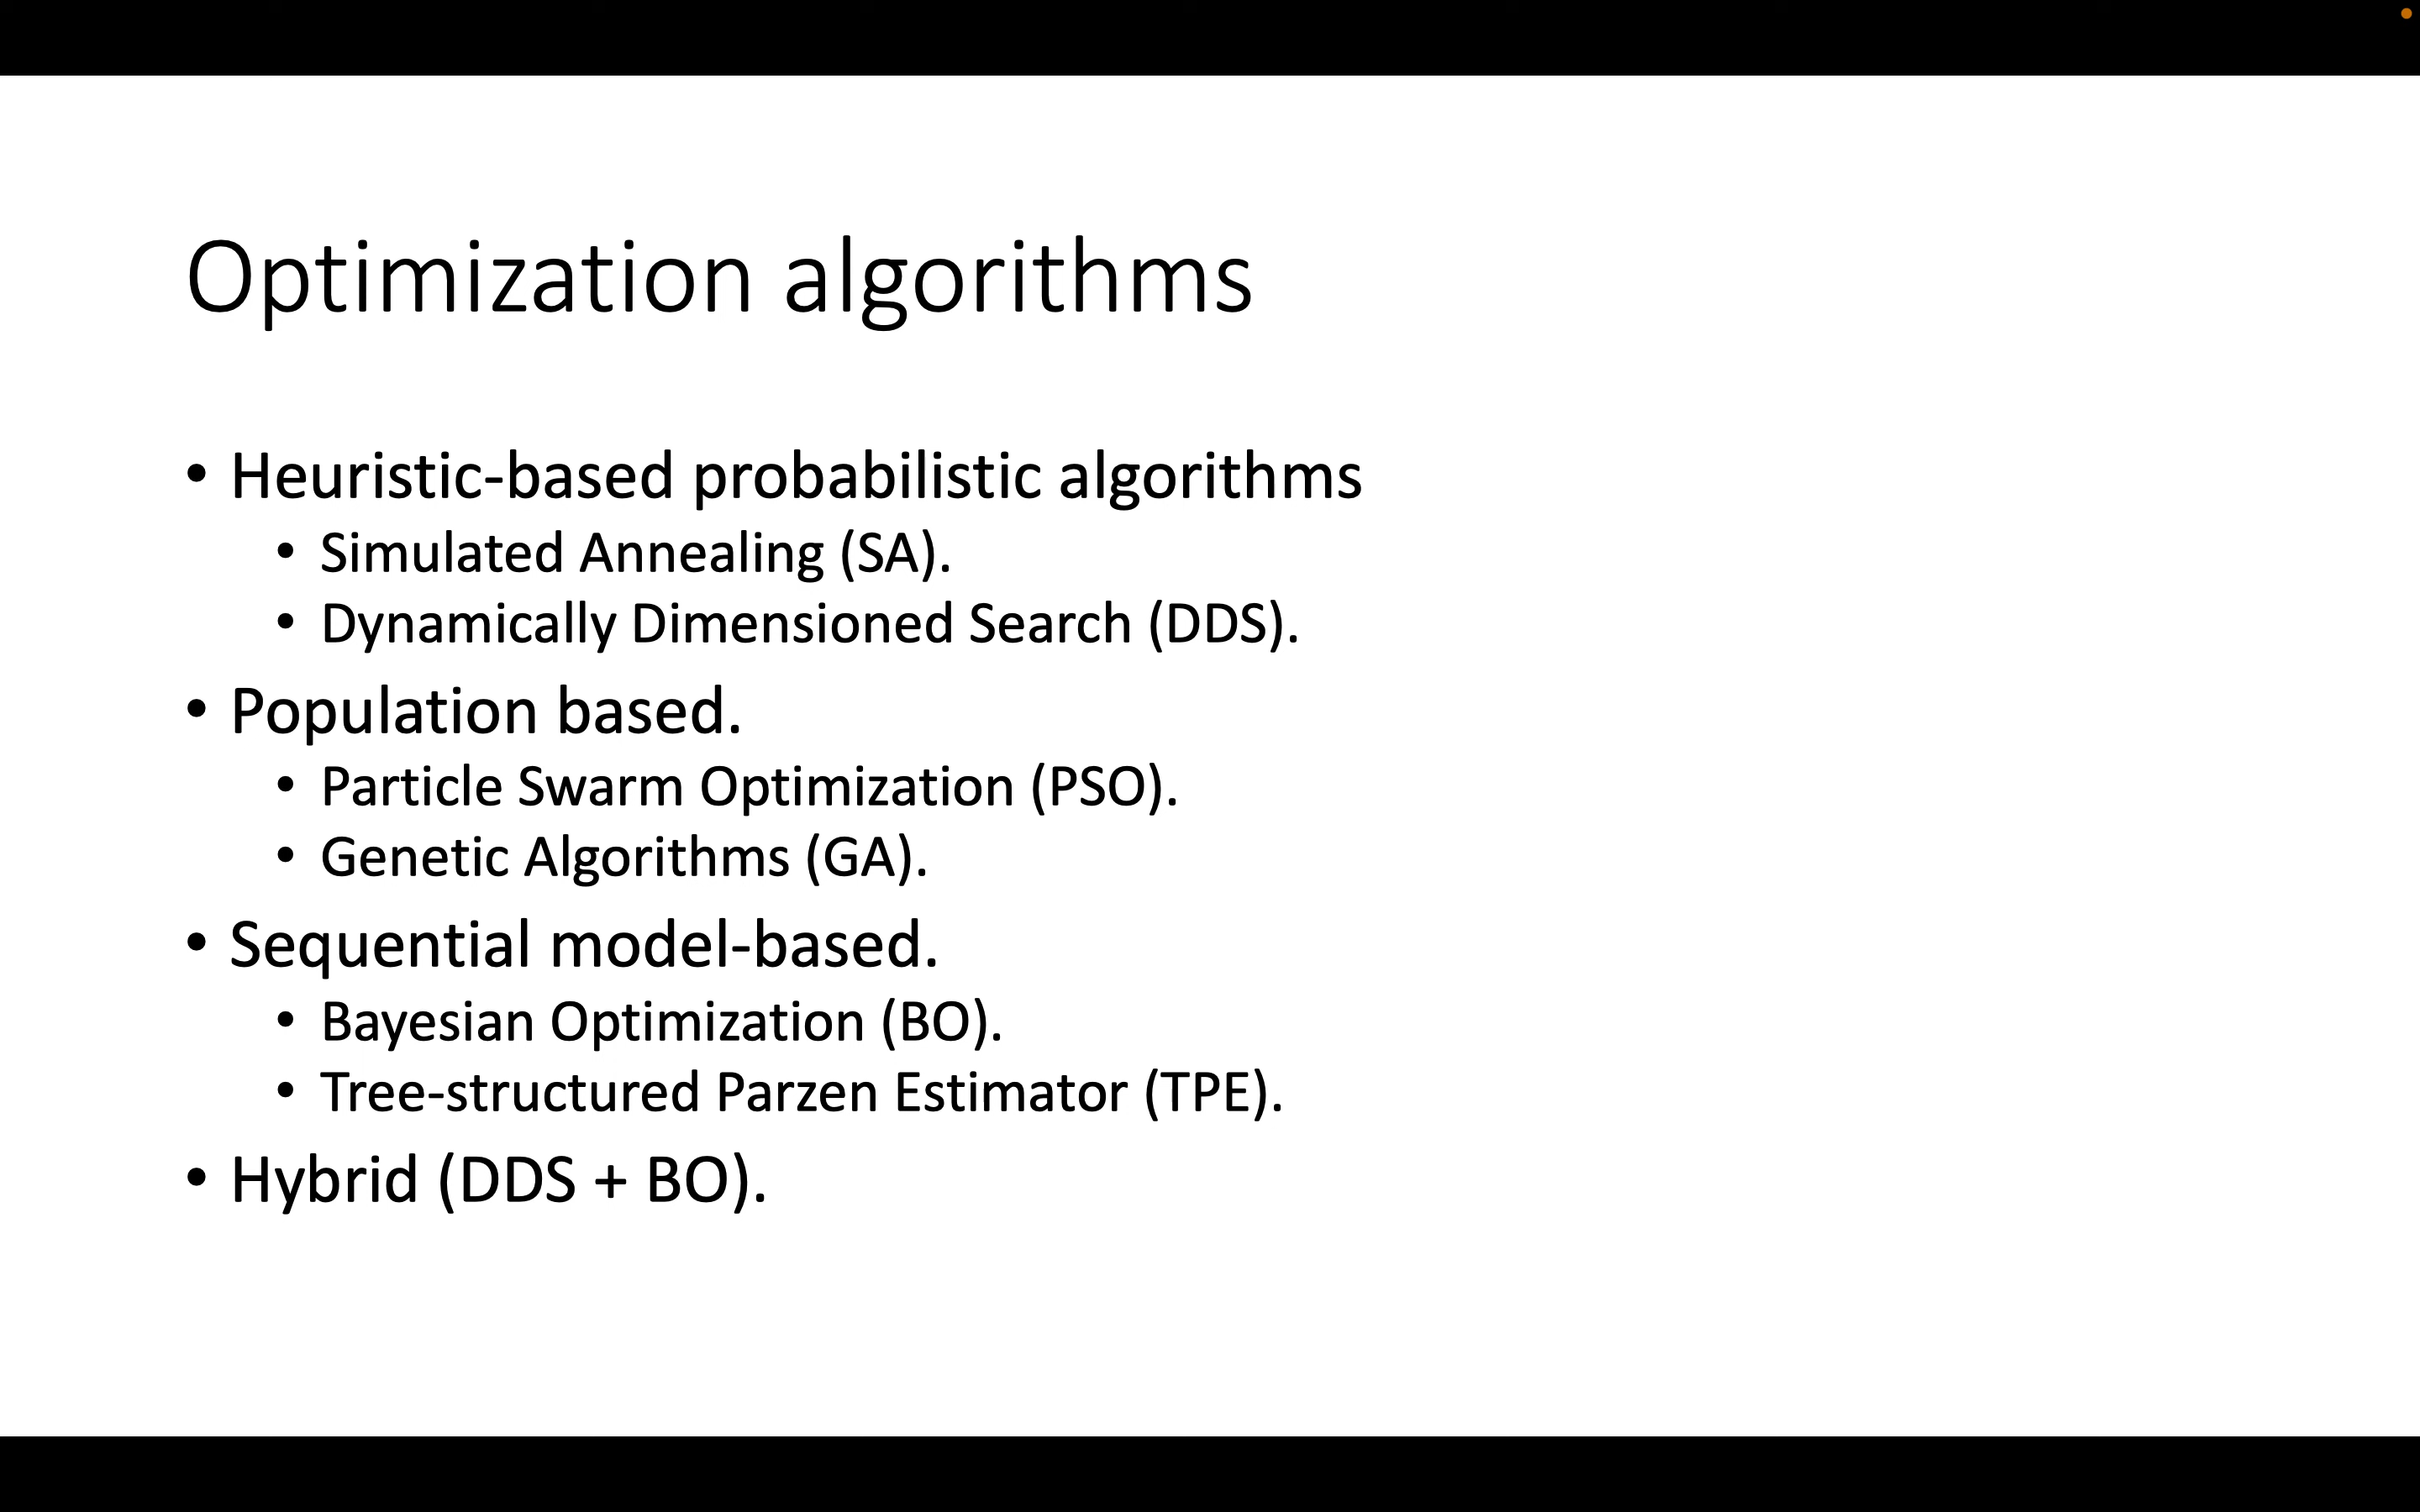 Optimization algorithms
• Heuristic-based probabilistic algorithms
• Simulated Annealing (SA).
• Dynamically Dimensioned Search (DDS).
• Population based.
• Particle Swarm Optimization (PSO).
• Genetic Algorithms (GA).
• Sequential model-based.
• Bayesian Optimization (BO).
• Tree-structured Parzen Estimator (TPE).
• Hybrid (DDS + BO).